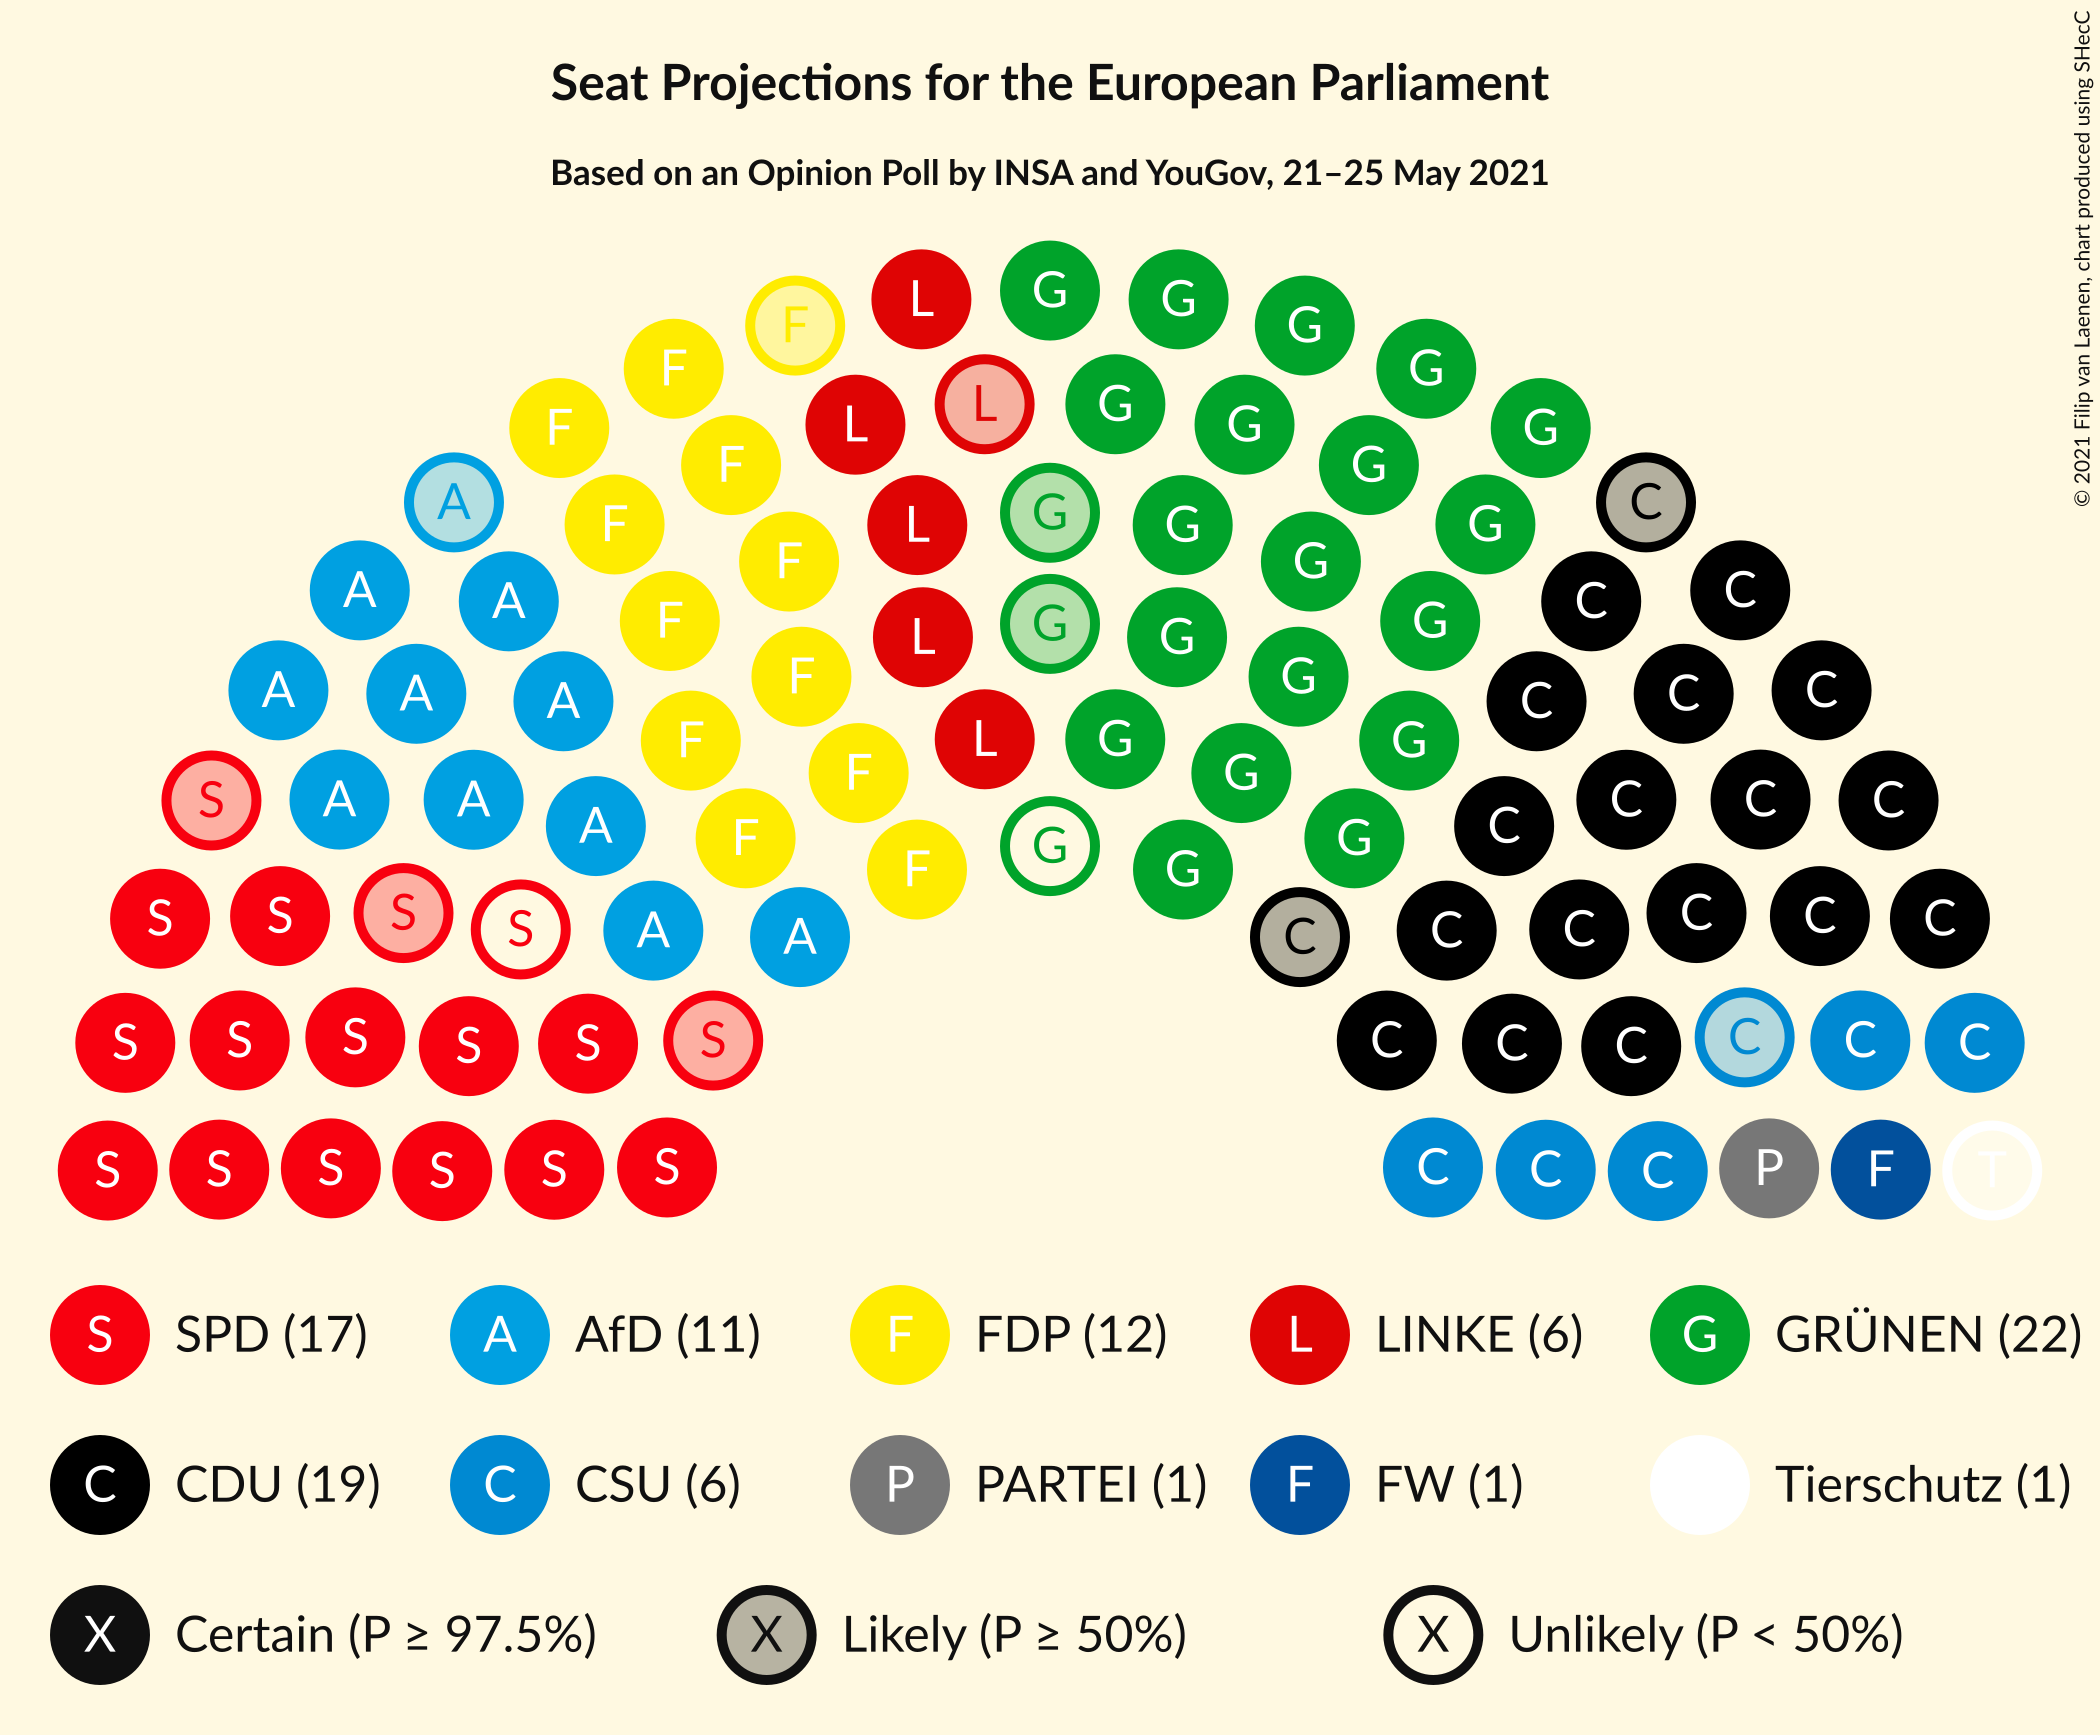 Seat Projections for the European Parliament
Based on an Opinion Poll by INSA and YouGov, 21–25 May 2021
© 2021 Filip van Laenen, chart produced using SHecC
L G G G
F G
F L L G G
F F G G
A F L G G G C
A A F F G G C C
F L G G G
A A A F G C C C
F L G G
S A A A F F G G C C C C
F G G G
S S S S A A C C C C C C
S S S S S S C C C C C C
S S S S S S C C C P F T
S SPD (17) A AfD (11) F FDP (12) L LINKE (6) G GRÜNEN (22)
C CDU (19) C CSU (6) P PARTEI (1) F FW (1) Tierschutz (1)
X Certain (P ≥ 97.5%) X Likely (P ≥ 50%) X Unlikely (P < 50%)